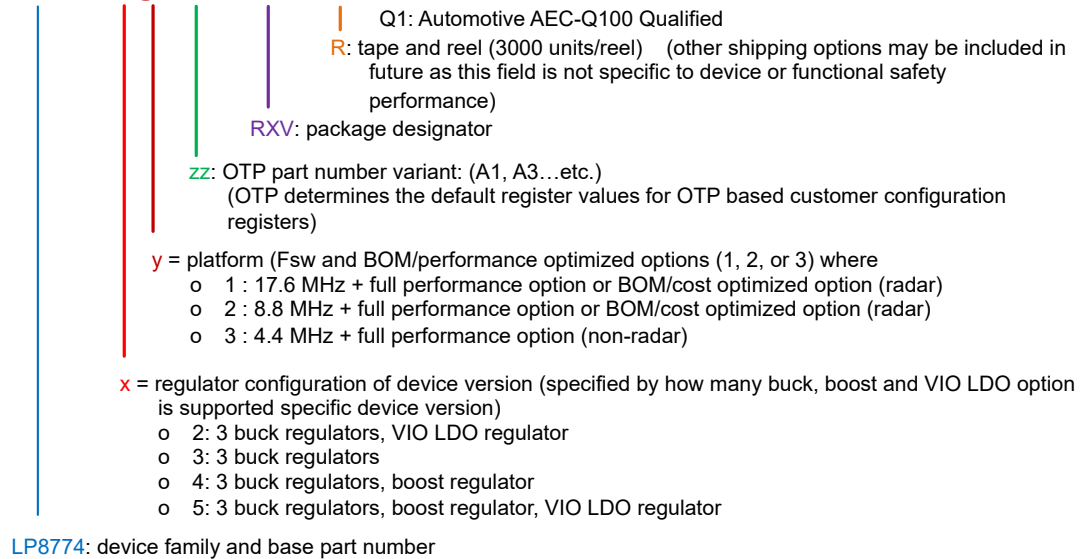 Q1: Automotive AEC-Q100 Qualified
R: tape and reel (3000 units/reel) (other shipping options may be included in
future as this field is not specific to device or functional safety
performance)
RXV: package designator
zz: OTP part number variant: (A1, A3…etc.)
(OTP determines the default register values for OTP based customer configuration
registers)
y = platform (Fsw and BOM/performance optimized options (1, 2, or 3) where
o 1 : 17.6 MHz + full performance option or BOM/cost optimized option (radar)
o 2 : 8.8 MHz + full performance option or BOM/cost optimized option (radar)
o 3 : 4.4 MHz + full performance option (non-radar)
x = regulator configuration of device version (specified by how many buck, boost and VIO LDO option
is supported specific device version)
o 2: 3 buck regulators, VIO LDO regulator
o 3: 3 buck regulators
o 4: 3 buck regulators, boost regulator
o 5: 3 buck regulators, boost regulator, VIO LDO regulator
LP8774: device family and base part number